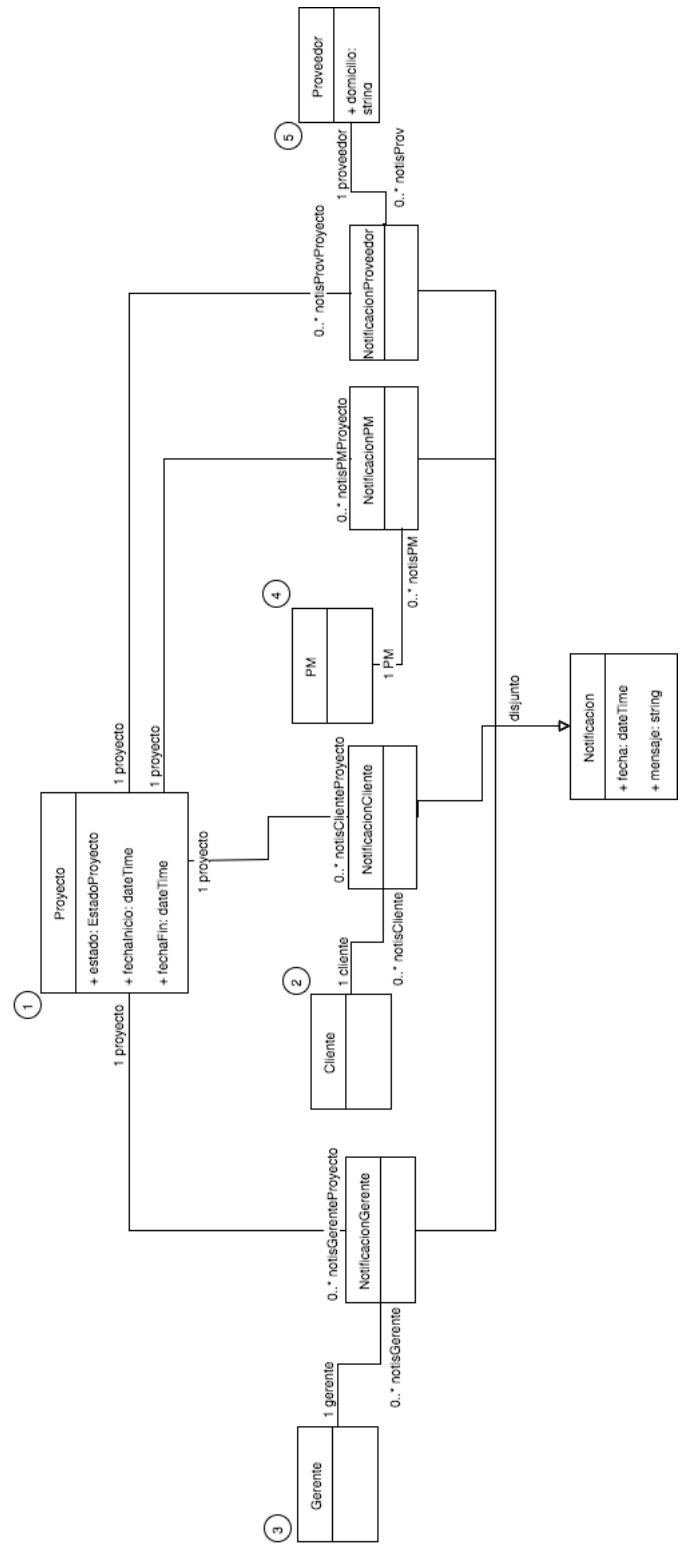 1
Proyecto
+ estado: EstadoProyecto
+ fechaInicio: dateTime
+ fechaFin: dateTime
1 proyecto
1 proyecto
1 proyecto
1 proyecto
3
Gerente
1 gerente
0..* notisGerente
0..* notisGerenteProyecto
NotificacionGerente
2
Cliente
1 cliente
0..* notisCliente
0..* notisClienteProyecto
NotificacionCliente
4
PM
1 PM
0..* notisPM
0..* notisPMProyecto
NotificacionPM
0..* notisProvProyecto
NotificacionProveedor
5
Proveedor
+ domicilio:
string
1 proveedor
0..* notisProv
disjunto
Notificacion
+ fecha: dateTime
+ mensaje: string